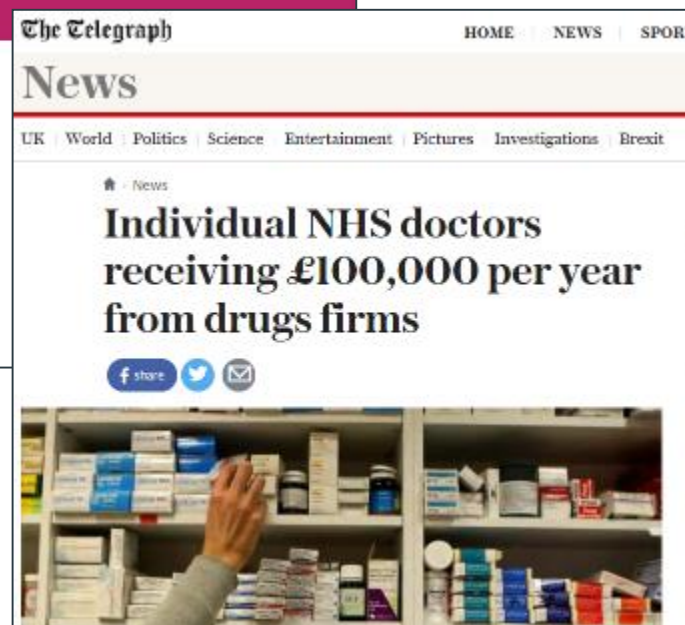 The Telegraph
HOME NEWS SPOR
News
UK World Politics Science Entertainment Pictures Investigations Brexit
News
Individual NHS doctors
receiving £100,000 per year
from drugs firms
f share